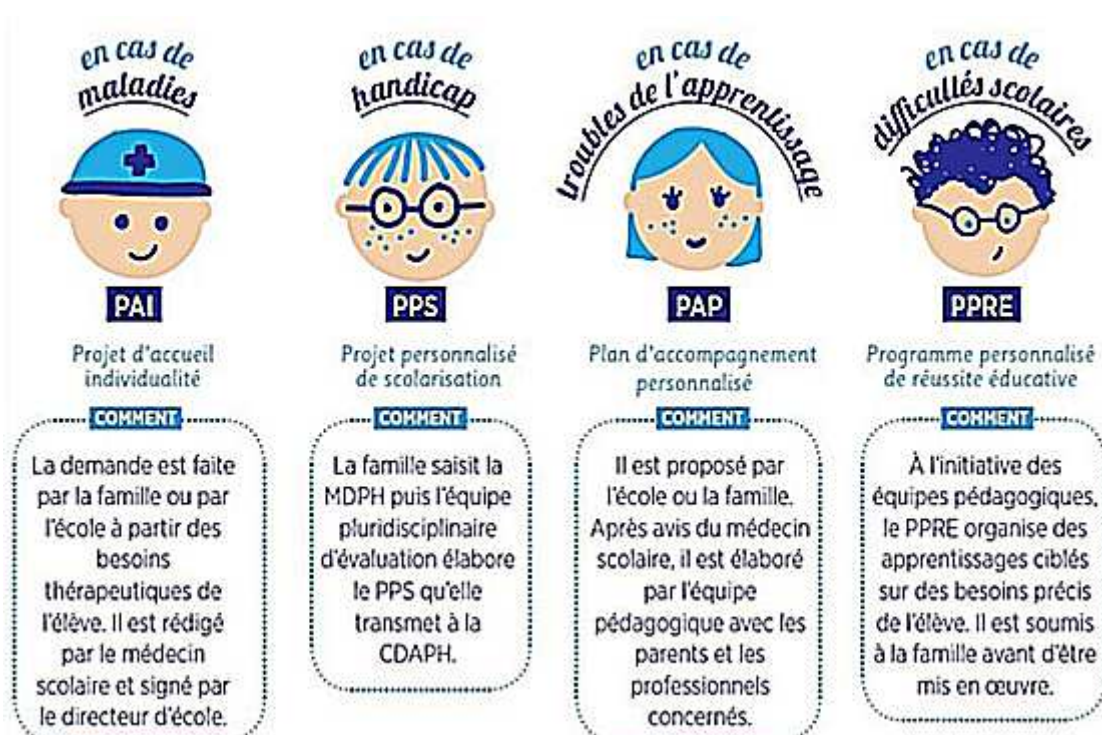 en cas de
maladies
PAI
Projet d'accueil
individualité
COMMENT
La demande est faite
par la famille ou par
l'école à partir des
besoins
thérapeutiques de
l'élève. Il est rédigé
par le médecin
scolaire et signé par
le directeur d'école.
en cas de
handicap
PPS
Projet personnalisé
de scolarisation
COMMENT
La famille saisit la
MDPH puis l'équipe
pluridisciplinaire
d'évaluation élabore
le PPS qu'elle
transmet à la
CDAPH.
en cas de
troubles de l'apprentissage
PAP
Plan d'accompagnement
personnalisé
COMMENT
Il est proposé par
l'école ou la famille.
Après avis du médecin
scolaire, il est élaboré
par l'équipe
pédagogique avec les
parents et les
professionnels
concernés.
en cas de
difficultés scolaires
PPRE
Programme personnalisé
de réussite éducative
COMMENT
À l'initiative des
équipes pédagogiques,
le PPRE organise des
apprentissages ciblés
sur des besoins précis
de l'élève. Il est soumis
à la famille avant d'être
mis en œuvre.